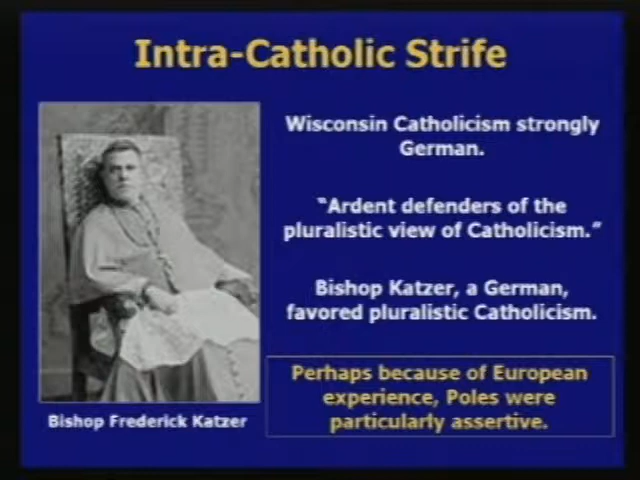 Intra-Catholic Strife
Wisconsin Catholicism strongly
German.
"Ardent defenders of the
pluralistic view of Catholicism."
Bishop Katzer, a German,
favored pluralistic Catholicism.
Perhaps because of European
experience, Poles were
particularly assertive.
Bishop Frederick Katzer